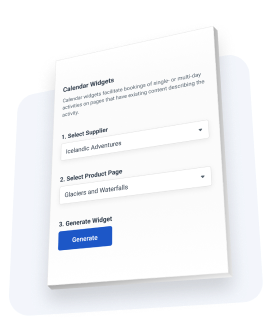 Calendar Widgets
Calendar widgets facilitate bookings of single- or multi-day
activities on pages that have existing content describing the
activity.
1. Select Supplier
Icelandic Adventures
2. Select Product Page
Glaciers and Waterfalls
3. Generate Widget
Generate